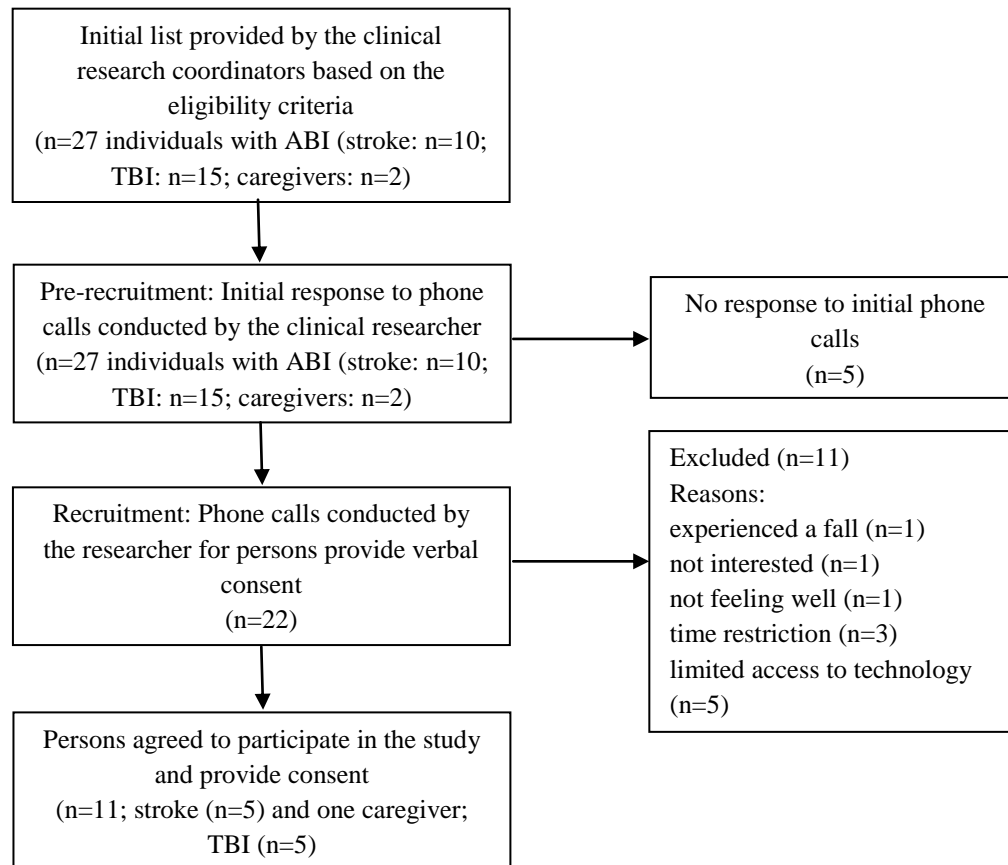 Initial list provided by the clinical
research coordinators based on the
eligibility criteria
(n=27 individuals with ABI (stroke: n=10;
TBI: n=15; caregivers: n=2)
Pre-recruitment: Initial response to phone
calls conducted by the clinical researcher
(n=27 individuals with ABI (stroke: n=10;
TBI: n=15; caregivers: n=2)
No response to initial phone
calls
(n=5)
Recruitment: Phone calls conducted by
the researcher for persons provide verbal
consent
(n=22)
Excluded (n=11)
Reasons:
experienced a fall (n=1)
not interested (n=1)
not feeling well (n=1)
time restriction (n=3)
limited access to technology
(n=5)
Persons agreed to participate in the study
and provide consent
(n=11; stroke (n=5) and one caregiver;
TBI (n=5)